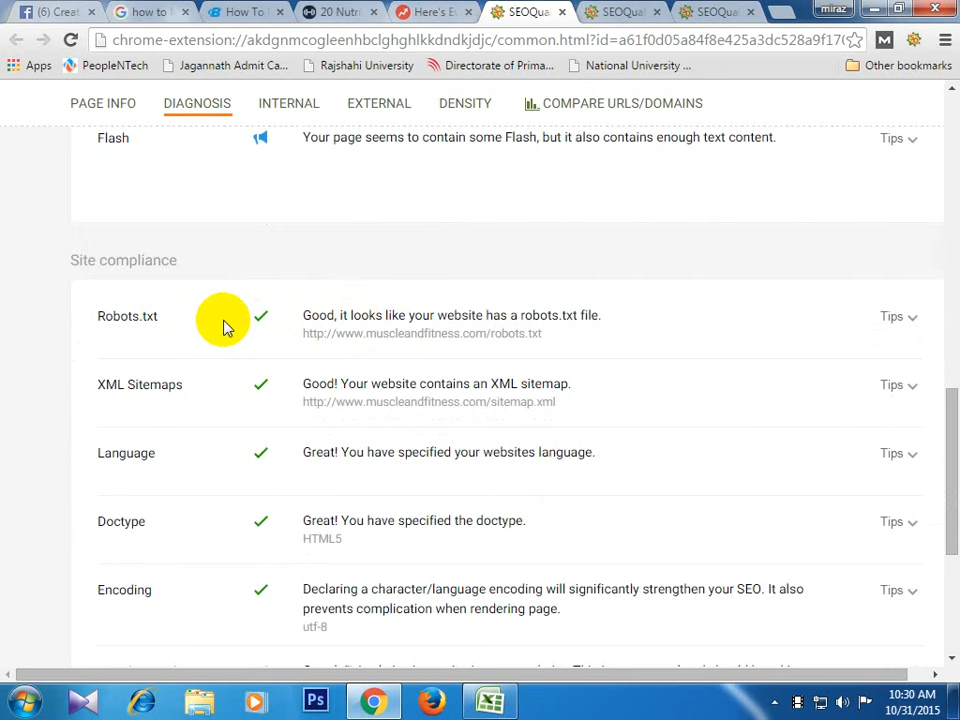 (6) Creat
how to l
How To I
20 Nutri
Here's Ev
SEOQua
SEOQual
SEOQual
miraz
chrome-extension://akdgnmcogleenhbclghghlkkdndkjdjc/common.html?id=a61f0d05a84f8e425a3dc528a9f17(
Apps
PeopleNTech
Jagannath Admit Ca...
Rajshahi University
Directorate of Prima...
National University ...
Other bookmarks
PAGE INFO
DIAGNOSIS
INTERNAL
EXTERNAL
DENSITY
COMPARE URLS/DOMAINS
Flash
Your page seems to contain some Flash, but it also contains enough text content.
Tips
Site compliance
Robots.txt
Good, it looks like your website has a robots.txt file.
Tips
http://www.muscleandfitness.com/robots.txt
XML Sitemaps
Good! Your website contains an XML sitemap.
Tips
http://www.muscleandfitness.com/sitemap.xml
Language
Great! You have specified your websites language.
Tips
Doctype
Great! You have specified the doctype.
Tips
HTML5
Encoding
Declaring a character/language encoding will significantly strengthen your SEO. It also
Tips
prevents complication when rendering page.
utf-8
Ps
10:30 AM
10/31/2015